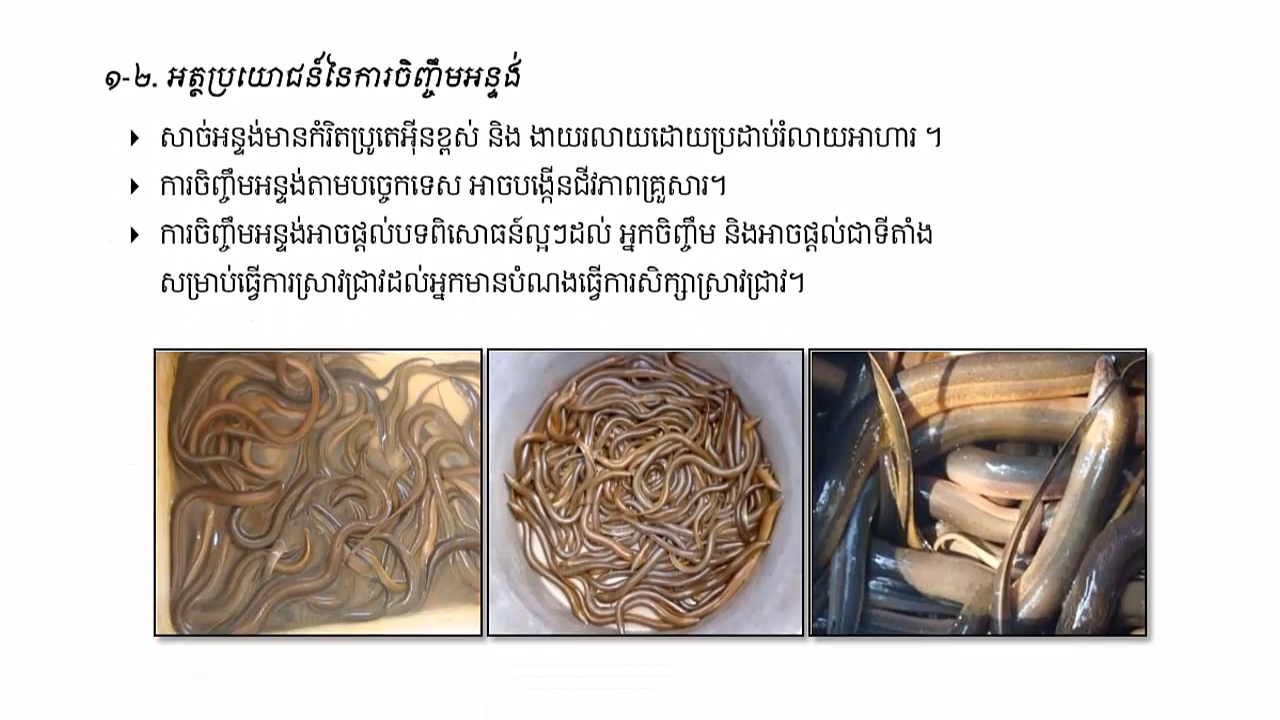 ១-២. អត្ថប្រយោជន៍នៃការចិញ្ចឹមអន្ទង់
សាច់អន្ទង់មានកំរិតប្រូតេអ៊ីនខ្ពស់ និង ងាយរលាយដោយប្រដាប់រំលាយអាហារ ។
ការចិញ្ចឹមអន្ទង់តាមបច្ចេកទេស អាចបង្កើនជីវភាពគ្រួសារ។
ការចិញ្ចឹមអន្ទង់អាចផ្តល់បទពិសោធន៍ល្អៗដល់ អ្នកចិញ្ចឹម និងអាចផ្តល់ជាទីតាំង
សម្រាប់ធ្វើការស្រាវជ្រាវដល់អ្នកមានបំណងធ្វើការសិក្សាស្រាវជ្រាវ។